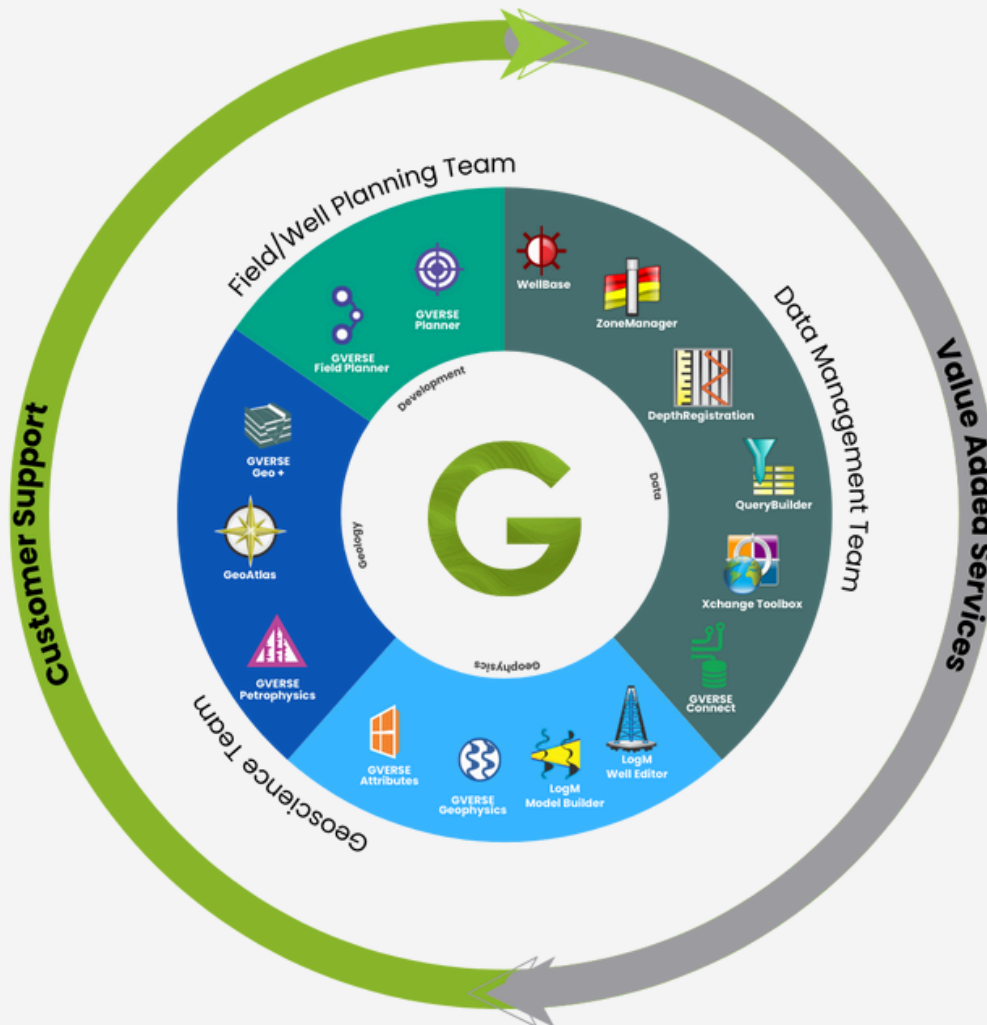 Customer Support
Value Added Services
Field/Well Planning Team
Data Management Team
Geoscience Team
GVERSE
Field Planner
GVERSE
Planner
Development
WellBase
ZoneManager
DepthRegistration
QueryBuilder
Xchange Toolbox
GVERSE
Connect
Data
LogM
Well Editor
LogM
Model Builder
GVERSE
Geophysics
GVERSE
Attributes
Geophysics
GVERSE
Petrophysics
GeoAtlas
GVERSE
Geo +
Geology
G